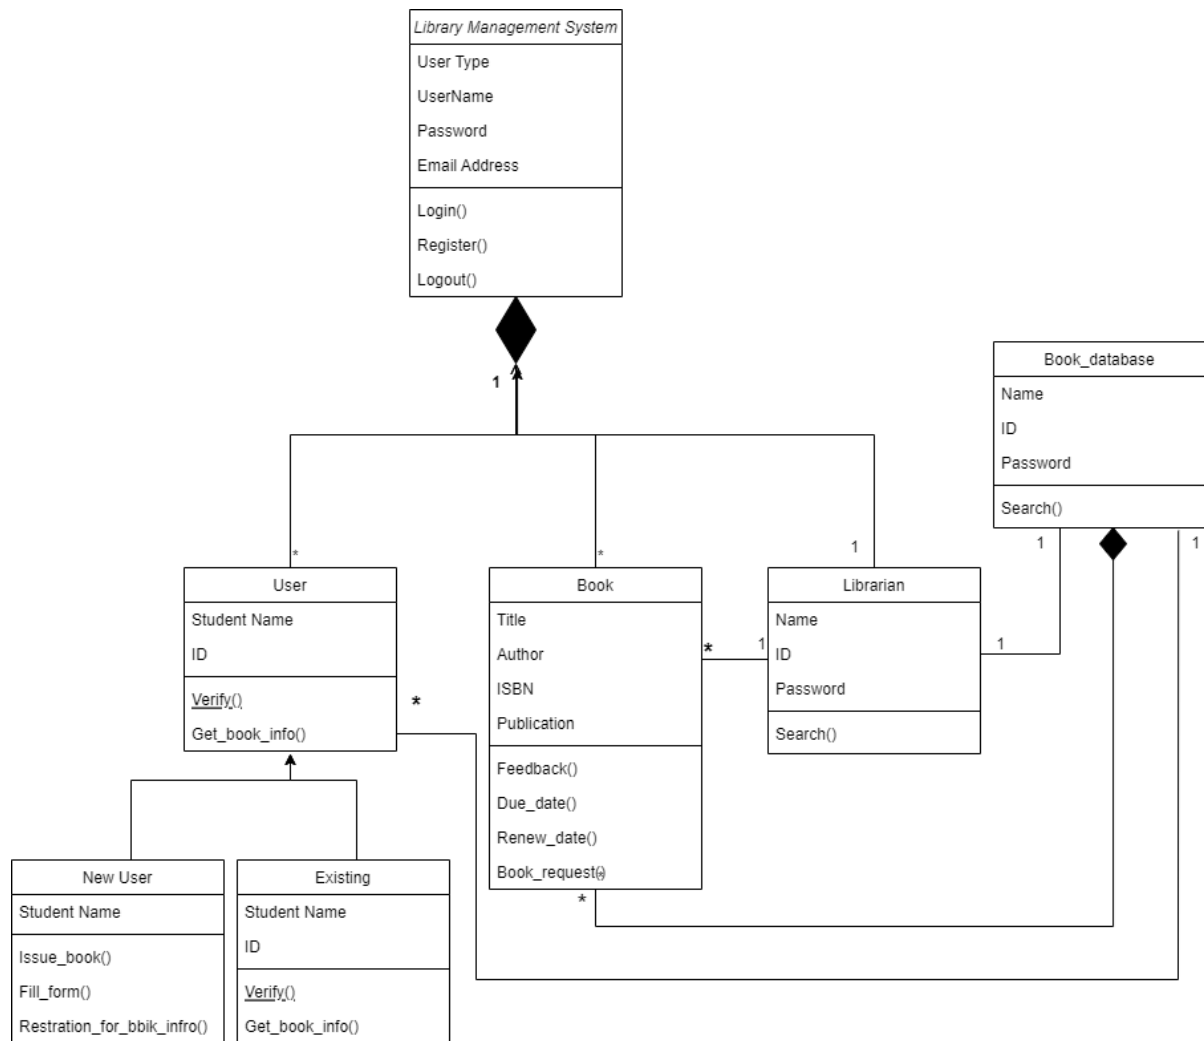 Library Management System
User Type
UserName
Password
Email Address
Login()
Register()
Logout()
1
Book_database
Name
ID
Password
Search()
1
1
*
*
1
User
Student Name
ID
Verify()
Get_book_info()
*
Book
Title
Author
ISBN
Publication
Feedback()
Due_date()
Renew_date()
Book_request()
*
*
1
Librarian
Name
ID
Password
Search()
1
New User
Student Name
Issue_book()
Fill_form()
Restration_for_bbik_infro()
Existing
Student Name
ID
Verify()
Get_book_info()